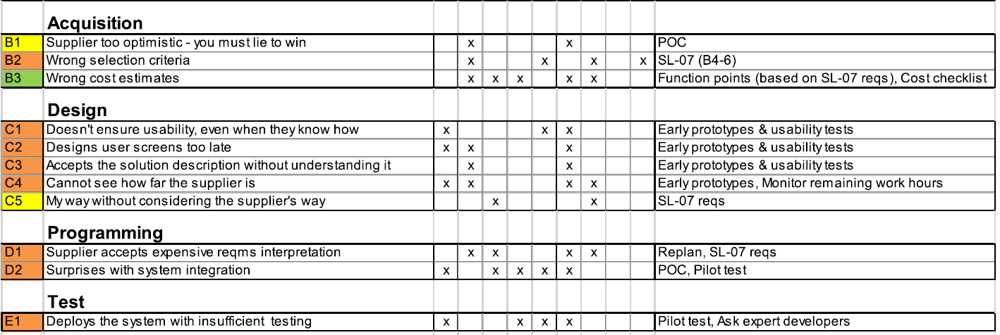 Acquisition
B1 Supplier too optimistic - you must lie to win x x POC
B2 Wrong selection criteria x x x x SL-07 (B4-6)
B3 Wrong cost estimates x x x x x Function points (based on SL-07 reqs), Cost checklist
Design
C1 Doesn't ensure usability, even when they know how x x x Early prototypes & usability tests
C2 Designs user screens too late x x x Early prototypes & usability tests
C3 Accepts the solution description without understanding it x x Early prototypes & usability tests
C4 Cannot see how far the supplier is x x x x Early prototypes, Monitor remaining work hours
C5 My way without considering the supplier's way x x SL-07 reqs
Programming
D1 Supplier accepts expensive reqms interpretation x x x x Replan, SL-07 reqs
D2 Surprises with system integration x x x x x POC, Pilot test
Test
E1 Deploys the system with insufficient testing x x x x Pilot test, Ask expert developers